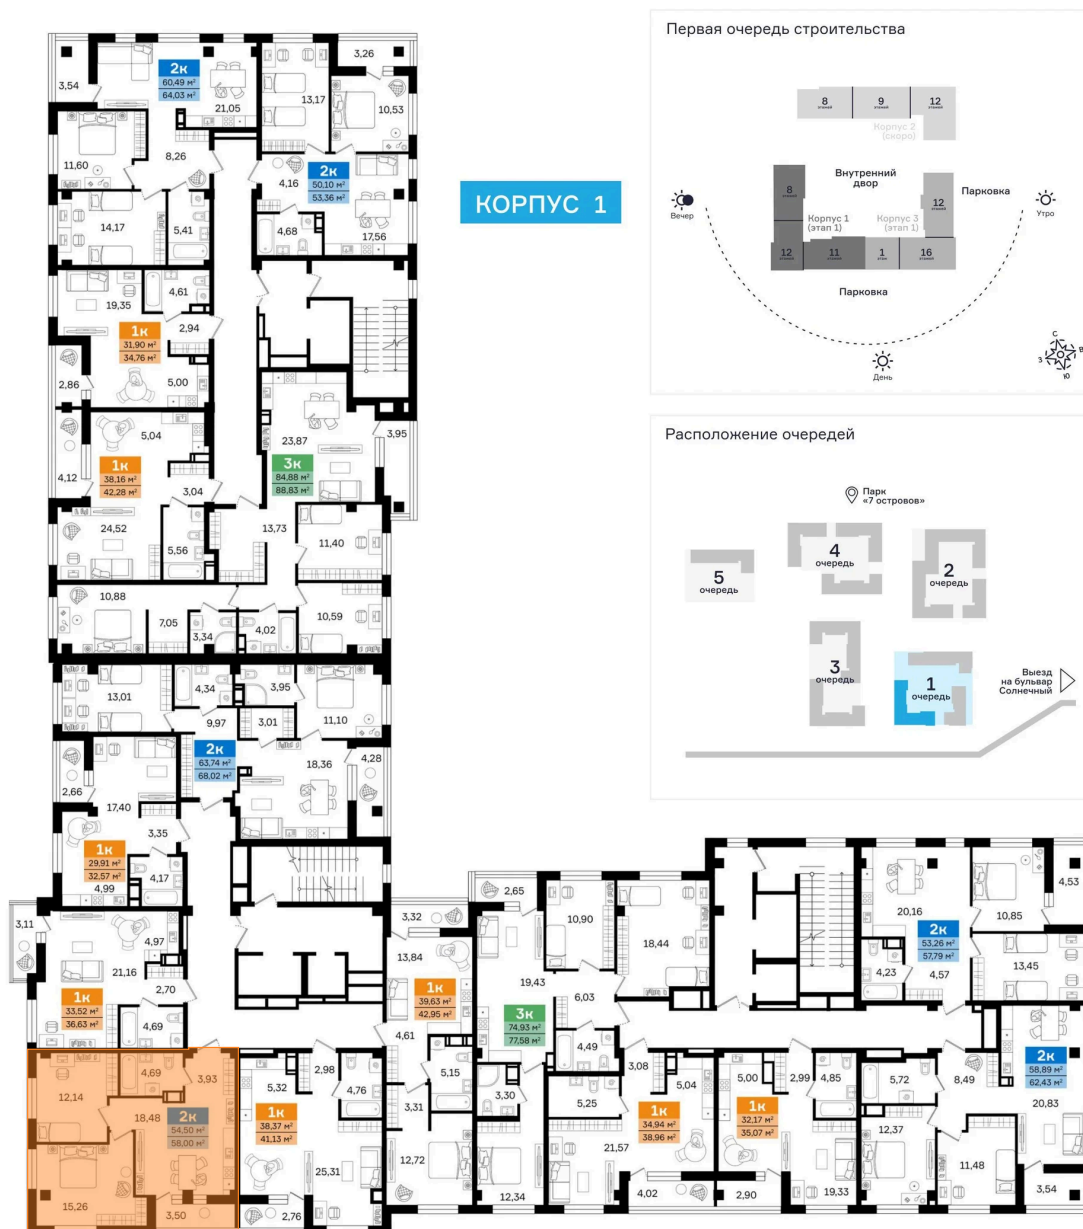 КОРПУС 1
Первая очередь строительства
8
этажей
9
этажей
12
этажей
Корпус 2
(скоро)
8
этажей
Внутренний
двор
12
этажей
Парковка
Корпус 1
(этап 1)
Корпус 3
(этап 1)
12
этажей
11
этажей
1
этаж
16
этажей
Парковка
Вечер
Утро
День
С
В
З
Ю
Расположение очередей
Парк
«7 островов»
5
очередь
4
очередь
2
очередь
3
очередь
1
очередь
Выезд
на бульвар
Солнечный
3,54
2к
60,49 м²
64,03 м²
21,05
13,17
3,26
10,53
11,60
8,26
4,16
2к
50,10 м²
53,36 м²
14,17
5,41
4,68
17,56
19,35
4,61
1к
31,90 м²
34,76 м²
2,94
2,86
5,00
5,04
23,87
3,95
4,12
1к
38,16 м²
42,28 м²
3,04
3к
84,88 м²
88,83 м²
24,52
5,56
13,73
11,40
10,88
7,05
3,34
4,02
10,59
13,01
4,34
3,95
9,97
3,01
11,10
2к
63,74 м²
68,02 м²
18,36
4,28
2,66
17,40
3,35
1к
29,91 м²
32,57 м²
4,99
4,17
3,11
4,97
21,16
2,70
1к
33,52 м²
36,63 м²
4,69
3,32
13,84
1к
39,63 м²
42,95 м²
4,61
5,15
3,31
12,72
2,65
10,90
18,44
19,43
6,03
3к
74,93 м²
77,58 м²
4,49
3,30
5,25
12,34
20,16
10,85
4,53
2к
53,26 м²
57,79 м²
4,23
4,57
13,45
12,14
4,69
3,93
18,48
2к
54,50 м²
58,00 м²
15,26
3,50
5,32
2,98
4,76
1к
38,37 м²
41,13 м²
25,31
2,76
3,08
5,04
1к
34,94 м²
38,96 м²
21,57
4,02
5,00
2,99
4,85
1к
32,17 м²
35,07 м²
2,90
19,33
5,72
8,49
2к
58,89 м²
62,43 м²
20,83
12,37
11,48
3,54